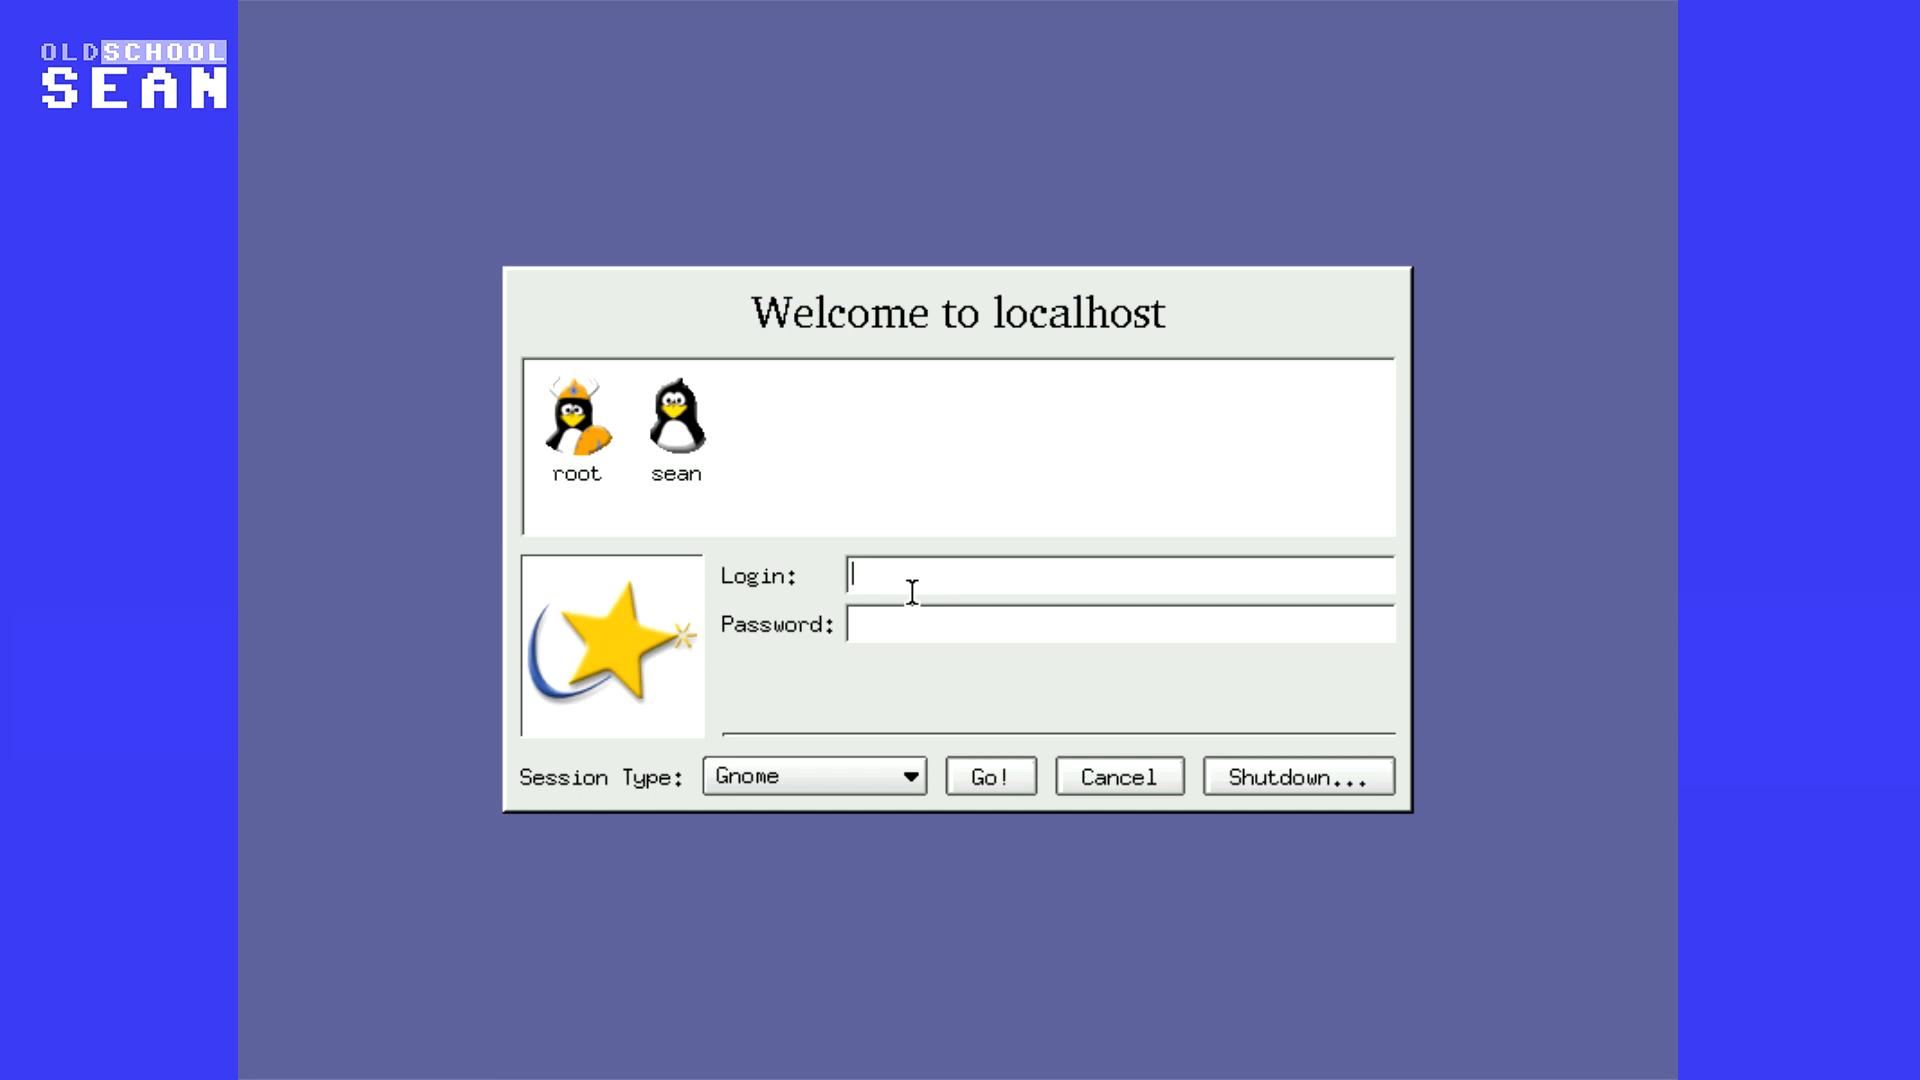 OLDSCHOOL
SEAN
Welcome to localhost
root sean
Login:
Password:
Session Type: Gnome Go! Cancel Shutdown...